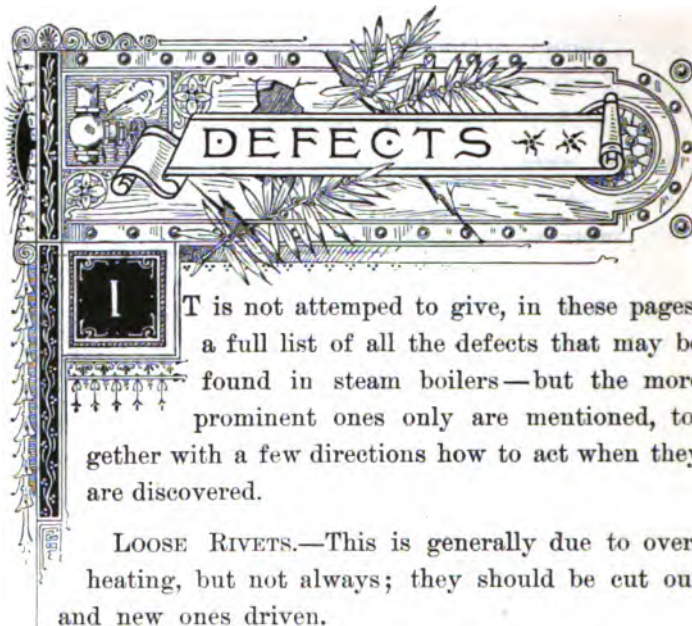 DEFECTS
IT is not attemped to give, in these pages
a full list of all the defects that may be
found in steam boilers—but the more
prominent ones only are mentioned, to
gether with a few directions how to act when they
are discovered.
LOOSE RIVETS.—This is generally due to over
heating, but not always; they should be cut ou
and new ones driven.